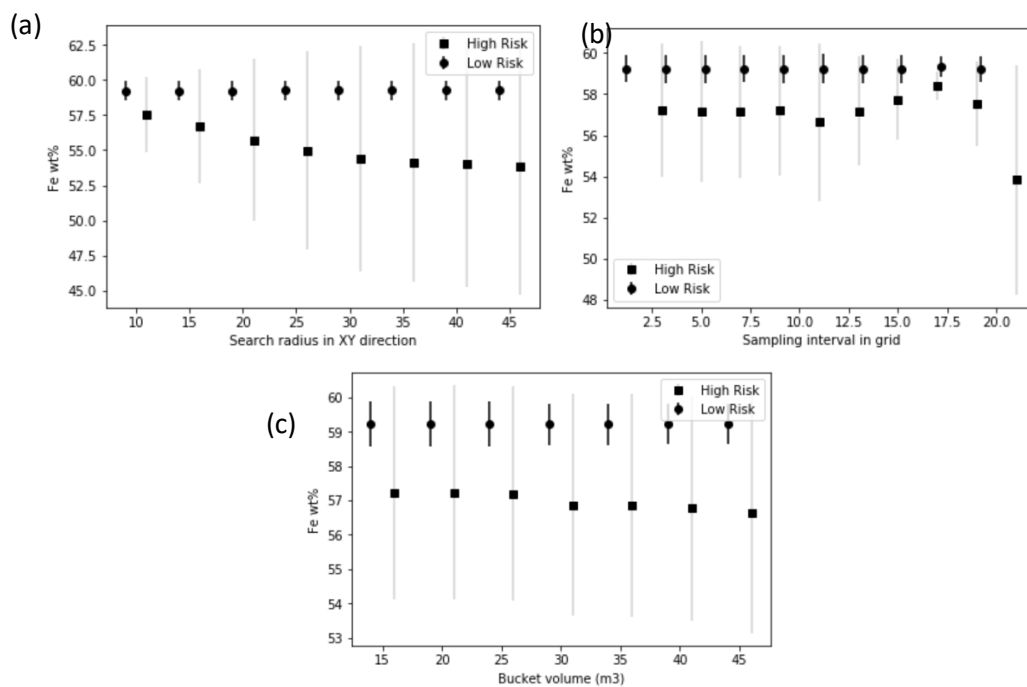 (a)
62.5
60.0
57.5
55.0
52.5
50.0
47.5
45.0
Fe wt%
High Risk
Low Risk
10 15 20 25 30 35 40 45
Search radius in XY direction
(b)
60
58
56
54
52
50
48
Fe wt%
High Risk
Low Risk
2.5 5.0 7.5 10.0 12.5 15.0 17.5 20.0
Sampling interval in grid
(c)
60
59
58
57
56
55
54
53
Fe wt%
High Risk
Low Risk
15 20 25 30 35 40 45
Bucket volume (m3)